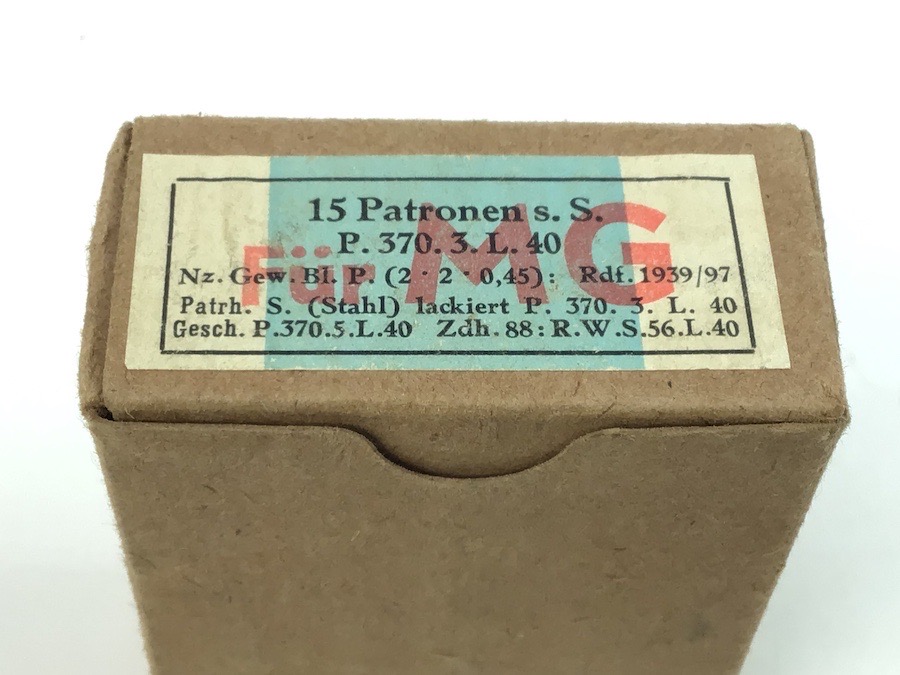 15 Patronen s. S.
P. 370. 3. L. 40
Für MG
Nz. Gew. Bl. P. (2 · 2 · 0,45): Rdf. 1939/97
Patrh. S. (Stahl) lackiert P. 370. 3. L. 40
Gesch. P.370.5.L.40 Zdh. 88: R.W.S.56.L.40